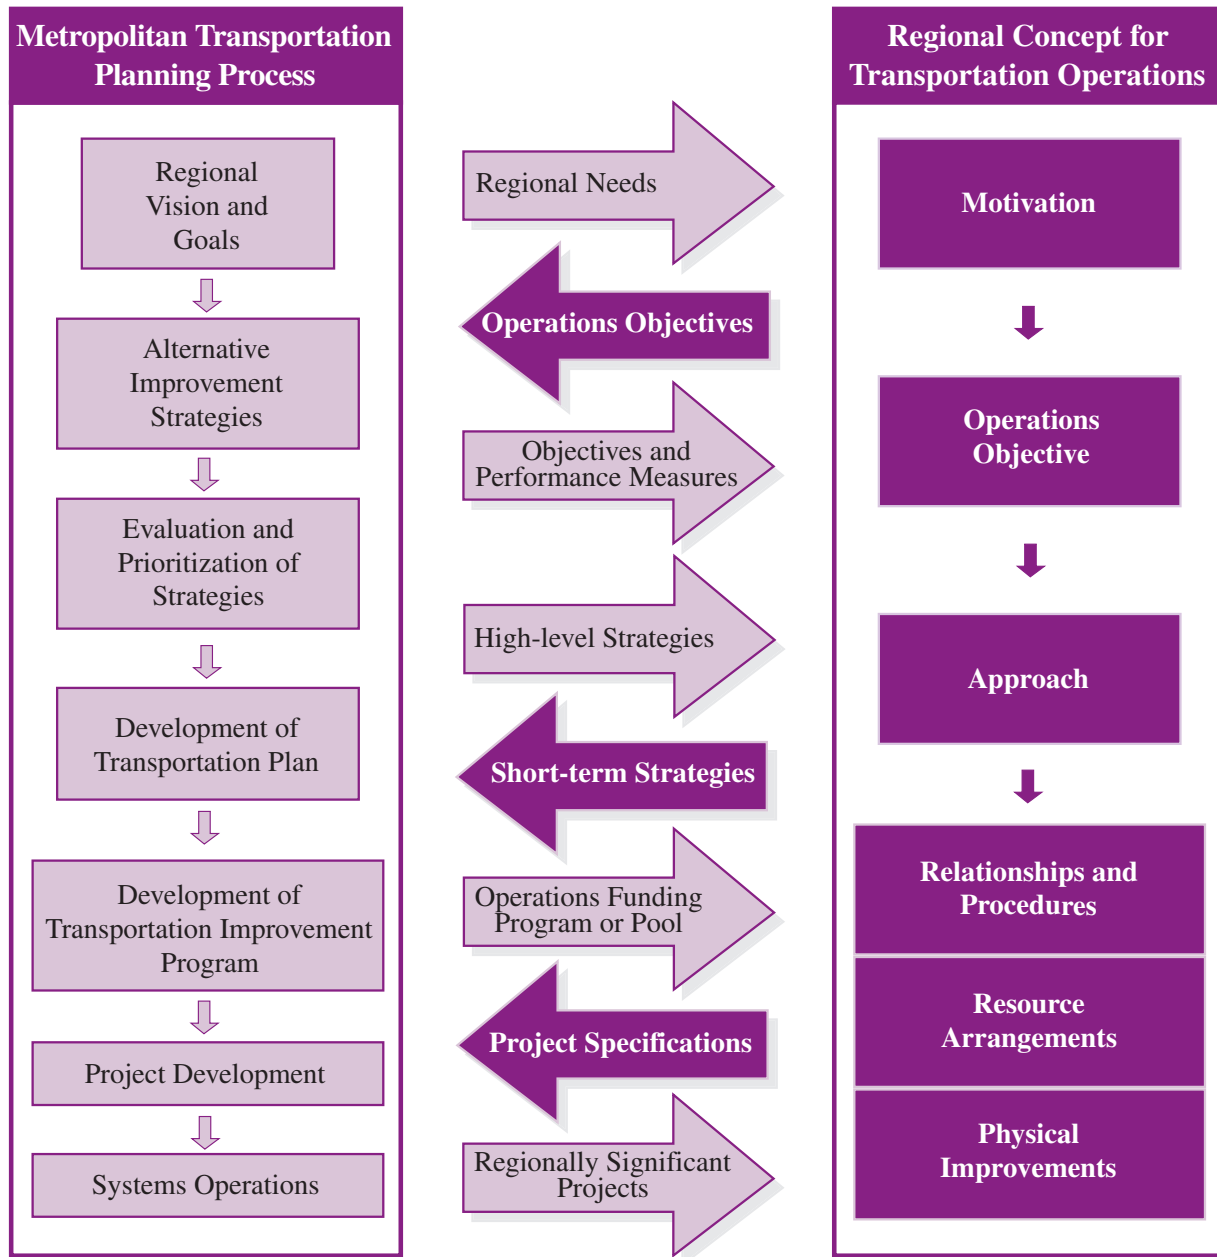 Metropolitan Transportation
Planning Process
Regional
Vision and
Goals
Alternative
Improvement
Strategies
Evaluation and
Prioritization of
Strategies
Development of
Transportation Plan
Development of
Transportation Improvement
Program
Project Development
Systems Operations
Regional Needs
Operations Objectives
Objectives and
Performance Measures
High-level Strategies
Short-term Strategies
Operations Funding
Program or Pool
Project Specifications
Regionally Significant
Projects
Regional Concept for
Transportation Operations
Motivation
Operations
Objective
Approach
Relationships and
Procedures
Resource
Arrangements
Physical
Improvements